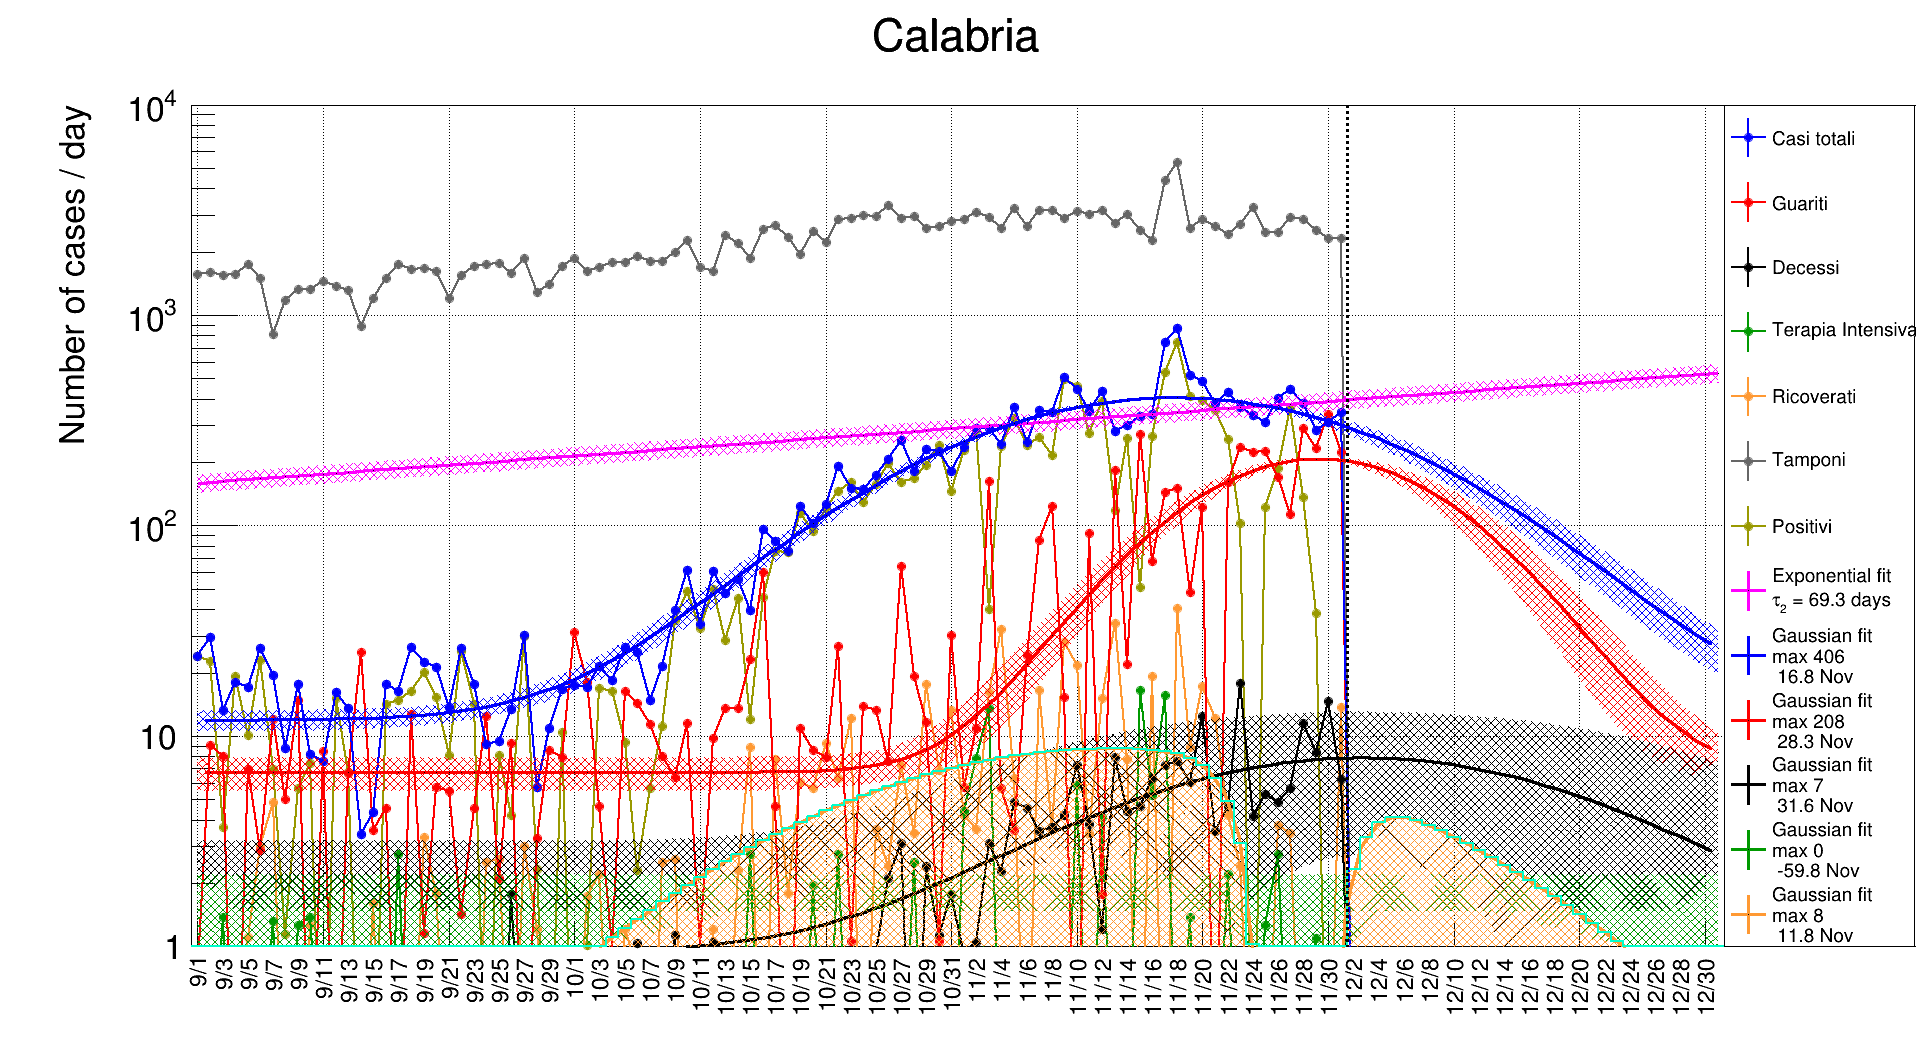 Calabria
Number of cases / day
10^4
10^3
10^2
10
1
9/1 9/3 9/5 9/7 9/9 9/11 9/13 9/15 9/17 9/19 9/21 9/23 9/25 9/27 9/29 10/1 10/3 10/5 10/7 10/9 10/11 10/13 10/15 10/17 10/19 10/21 10/23 10/25 10/27 10/29 10/31 11/2 11/4 11/6 11/8 11/10 11/12 11/14 11/16 11/18 11/20 11/22 11/24 11/26 11/28 11/30 12/2 12/4 12/6 12/8 12/10 12/12 12/14 12/16 12/18 12/20 12/22 12/24 12/26 12/28 12/30
Casi totali
Guariti
Decessi
Terapia Intensiva
Ricoverati
Tamponi
Positivi
Exponential fit
τ2 = 69.3 days
Gaussian fit
max 406
16.8 Nov
Gaussian fit
max 208
28.3 Nov
Gaussian fit
max 7
31.6 Nov
Gaussian fit
max 0
-59.8 Nov
Gaussian fit
max 8
11.8 Nov